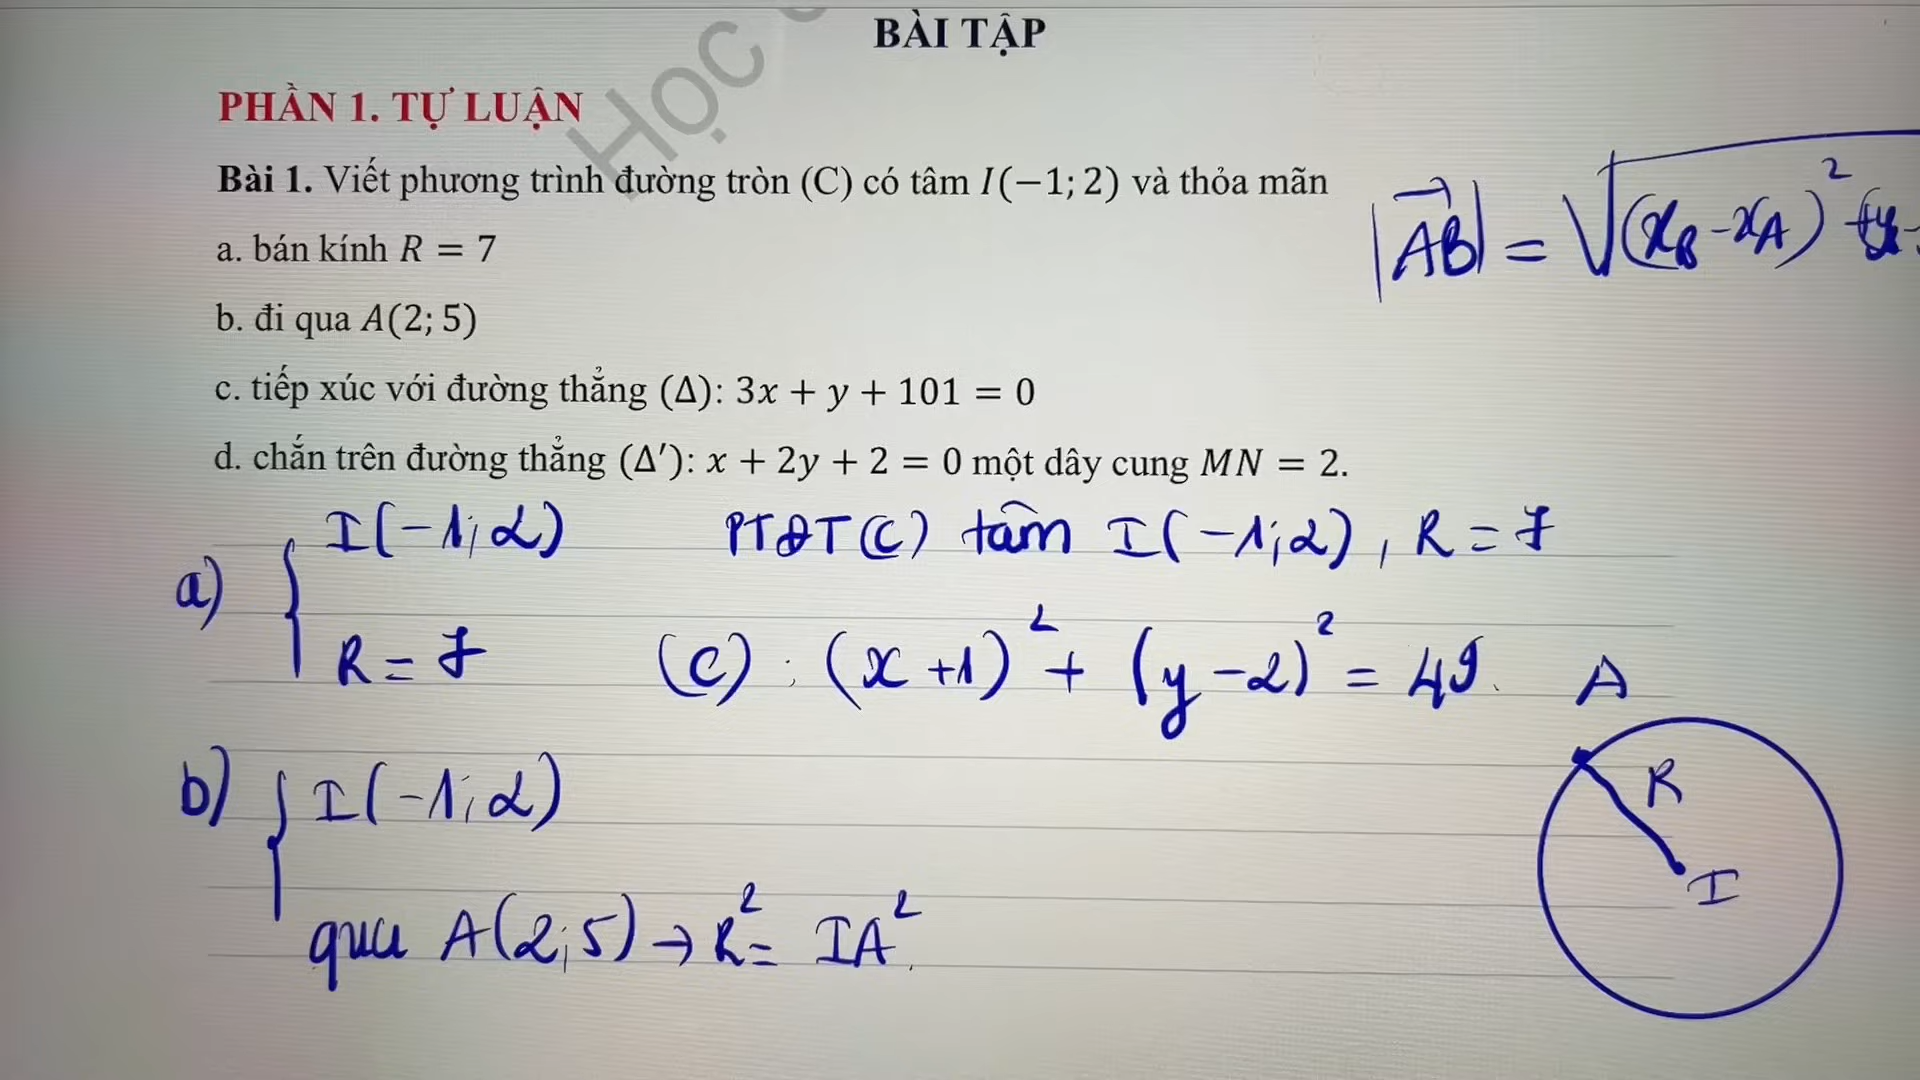 BÀI TẬP
Học
PHẦN 1. TỰ LUẬN
Bài 1. Viết phương trình đường tròn (C) có tâm I(−1; 2) và thỏa mãn
a. bán kính R = 7
b. đi qua A(2; 5)
c. tiếp xúc với đường thẳng (Δ): 3x + y + 101 = 0
d. chắn trên đường thẳng (Δ′): x + 2y + 2 = 0 một dây cung MN = 2.
|AB| = √(x_B - x_A)² + (y
a) { I(-1; 2)
R = 7
PTĐT (C) tâm I(-1; 2), R = 7
(C): (x + 1)² + (y - 2)² = 49.
A
R
I
b) { I(-1; 2)
qua A(2; 5) → R² = IA²